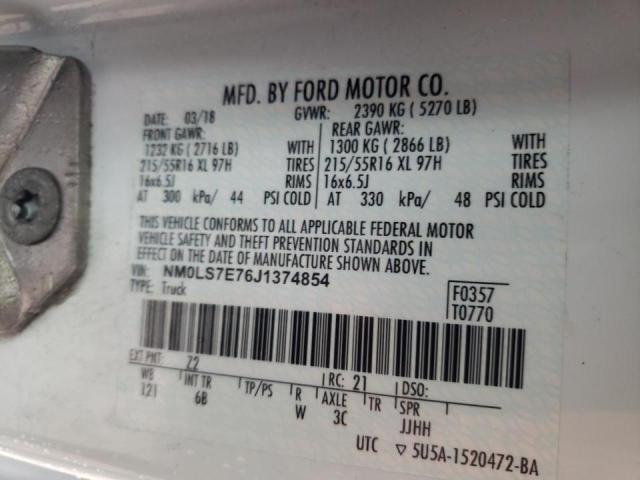 MFD. BY FORD MOTOR CO.
DATE: 03/18 GVWR: 2390 KG ( 5270 LB)
FRONT GAWR: REAR GAWR:
1232 KG ( 2716 LB) WITH 1300 KG ( 2866 LB) WITH
215/55R16 XL 97H TIRES 215/55R16 XL 97H TIRES
16x6.5J RIMS 16x6.5J RIMS
AT 300 kPa/ 44 PSI COLD AT 330 kPa/ 48 PSI COLD
THIS VEHICLE CONFORMS TO ALL APPLICABLE FEDERAL MOTOR
VEHICLE SAFETY AND THEFT PREVENTION STANDARDS IN
EFFECT ON THE DATE OF MANUFACTURE SHOWN ABOVE.
VIN: NM0LS7E76J1374854
TYPE: Truck
F0357
T0770
EXT PNT: Z2 RC: 21 DSO:
WB INT TR TP/PS R AXLE TR SPR
121 6B W 3C JJHH
UTC ▽ 5U5A-1520472-BA